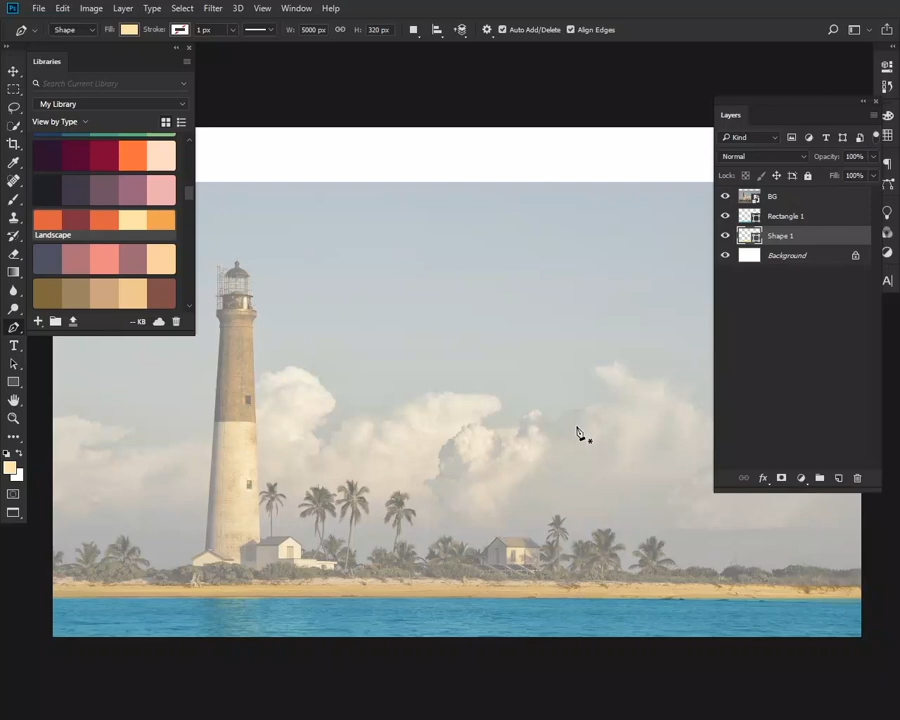 Ps File Edit Image Layer Type Select Filter 3D View Window Help
Shape Fill: Stroke: 1 px W: 5000 px H: 320 px Auto Add/Delete Align Edges
Libraries
Search Current Library
My Library
View by Type
Landscape
-- KB
Layers
Kind
Normal Opacity: 100%
Lock: Fill: 100%
BG
Rectangle 1
Shape 1
Background